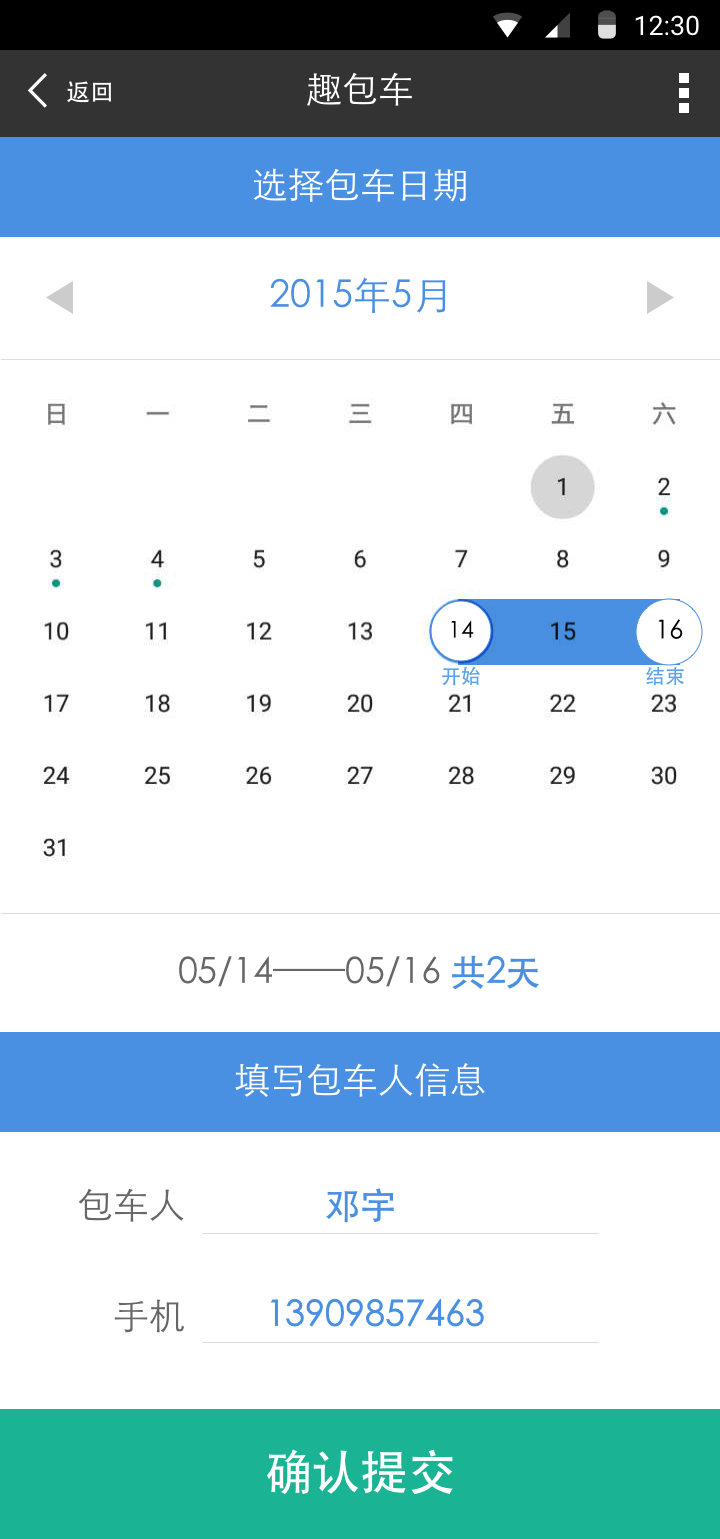 12:30
返回 趣包车
选择包车日期
2015年5月
日 一 二 三 四 五 六
1 2
3 4 5 6 7 8 9
10 11 12 13 14 15 16
开始 结束
17 18 19 20 21 22 23
24 25 26 27 28 29 30
31
05/14——05/16 共2天
填写包车人信息
包车人 邓宇
手机 13909857463
确认提交